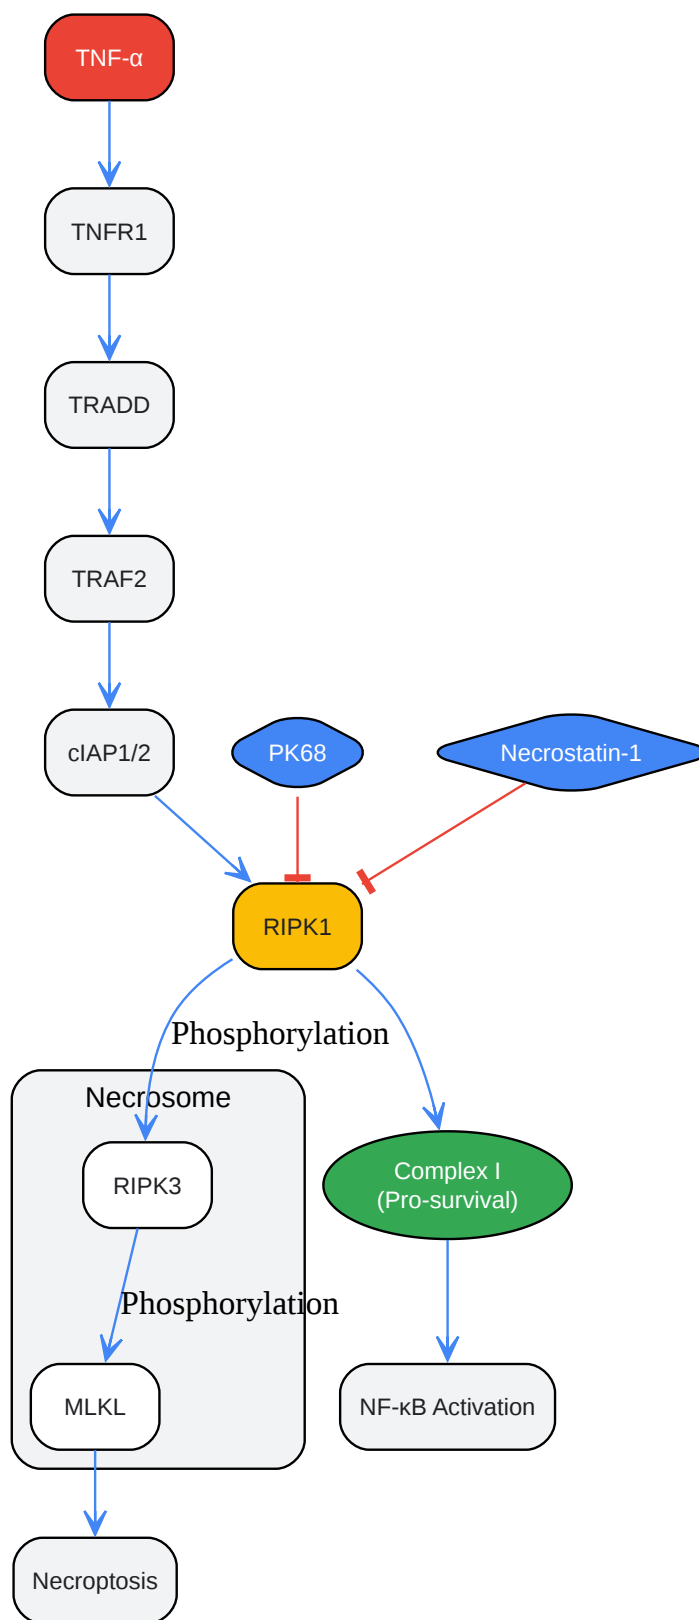 TNF-α
TNFR1
TRADD
TRAF2
cIAP1/2
PK68
Necrostatin-1
RIPK1
Phosphorylation
Necrosome
RIPK3
Complex I
(Pro-survival)
Phosphorylation
MLKL
NF-κB Activation
Necroptosis